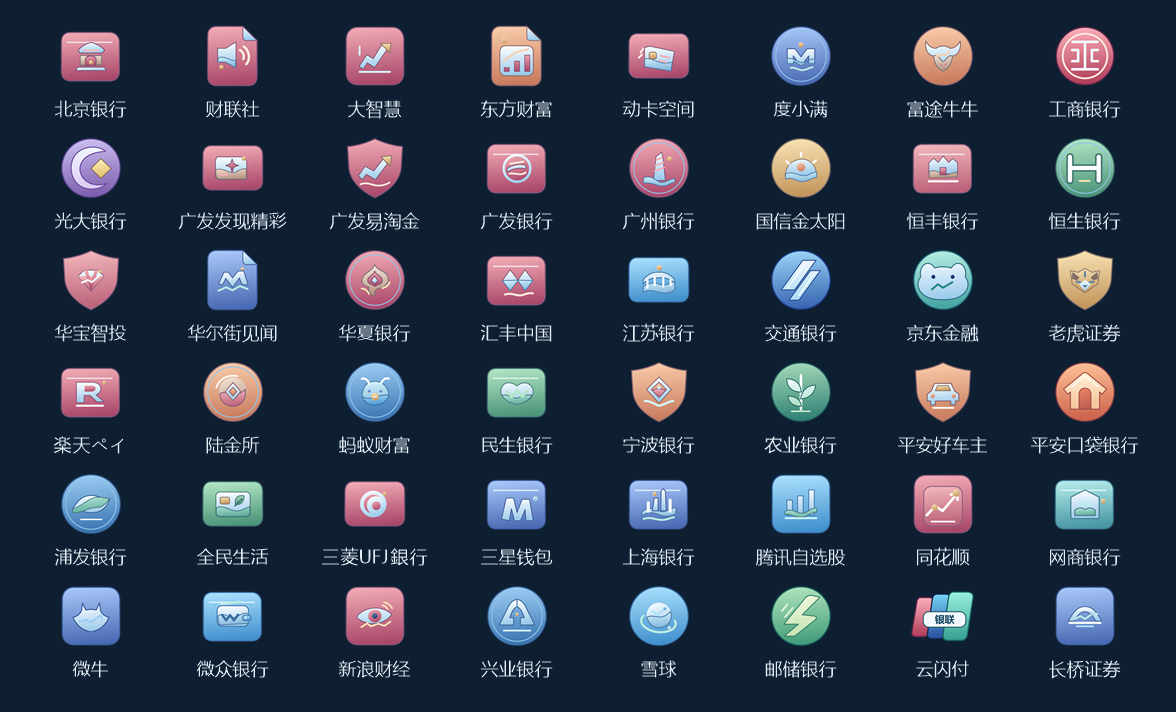 北京银行
财联社
大智慧
东方财富
动卡空间
度小满
富途牛牛
工商银行
光大银行
广发发现精彩
广发易淘金
广发银行
广州银行
国信金太阳
恒丰银行
恒生银行
华宝智投
华尔街见闻
华夏银行
汇丰中国
江苏银行
交通银行
京东金融
老虎证券
R
楽天ペイ
陆金所
蚂蚁财富
民生银行
宁波银行
农业银行
平安好车主
平安口袋银行
浦发银行
全民生活
三菱UFJ銀行
M
三星钱包
上海银行
腾讯自选股
同花顺
网商银行
微牛
W
微众银行
新浪财经
兴业银行
雪球
邮储银行
银联
云闪付
长桥证券